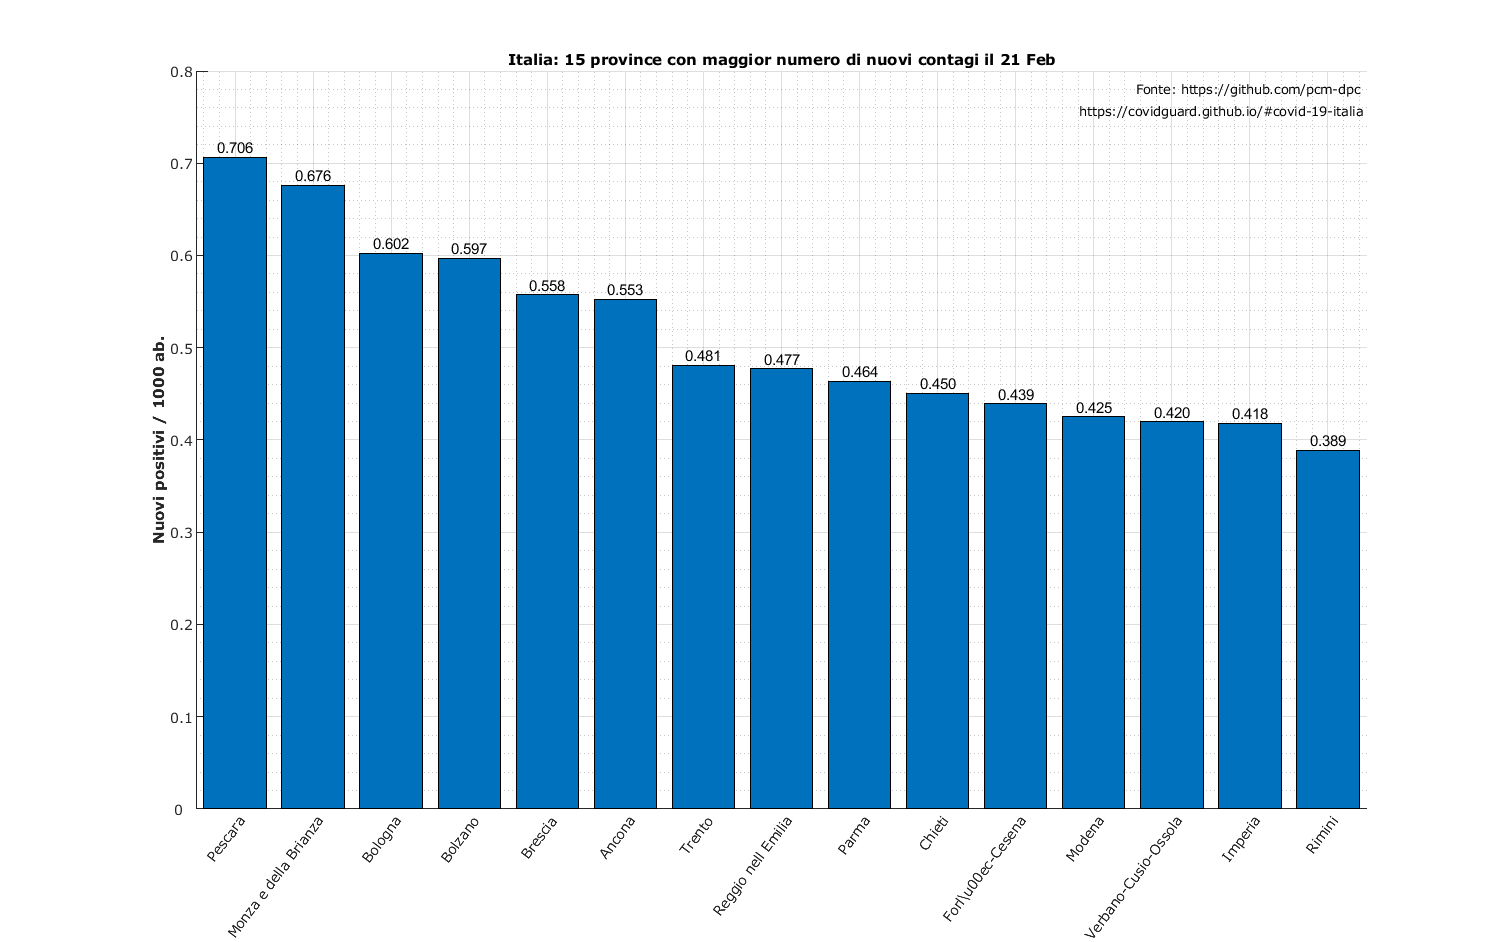 Italia: 15 province con maggior numero di nuovi contagi il 21 Feb
Fonte: https://github.com/pcm-dpc
https://covidguard.github.io/#covid-19-italia
Nuovi positivi / 1000 ab.
0.8
0.7
0.6
0.5
0.4
0.3
0.2
0.1
0
0.706
0.676
0.602
0.597
0.558
0.553
0.481
0.477
0.464
0.450
0.439
0.425
0.420
0.418
0.389
Pescara
Monza e della Brianza
Bologna
Bolzano
Brescia
Ancona
Trento
Reggio nell Emilia
Parma
Chieti
Forl\u00ec-Cesena
Modena
Verbano-Cusio-Ossola
Imperia
Rimini